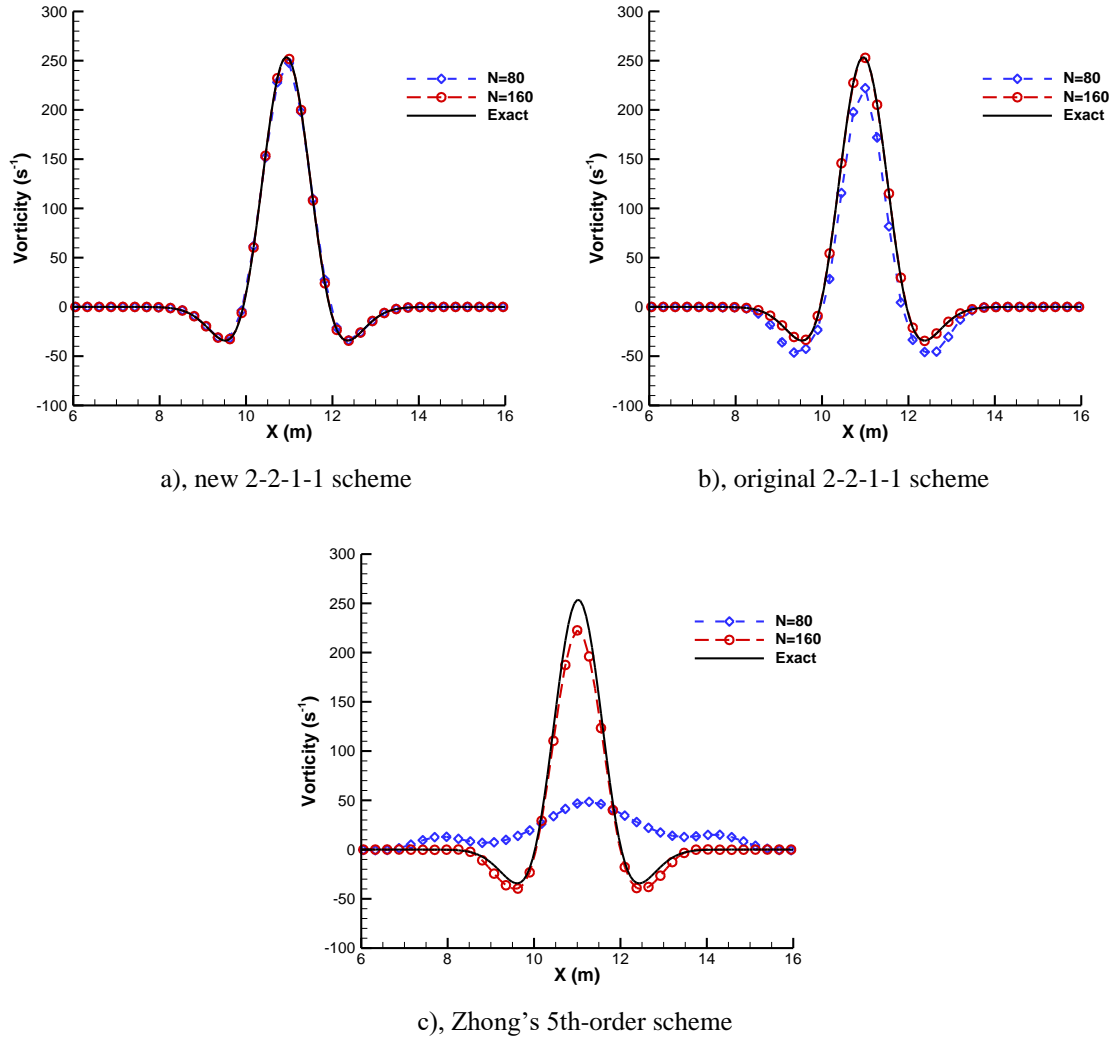 300
250
200
150
100
50
0
-50
-100
Vorticity (s-1)
6 8 10 12 14 16
X (m)
N=80
N=160
Exact
a), new 2-2-1-1 scheme
300
250
200
150
100
50
0
-50
-100
Vorticity (s-1)
6 8 10 12 14 16
X (m)
N=80
N=160
Exact
b), original 2-2-1-1 scheme
300
250
200
150
100
50
0
-50
-100
Vorticity (s-1)
6 8 10 12 14 16
X (m)
N=80
N=160
Exact
c), Zhong’s 5th-order scheme